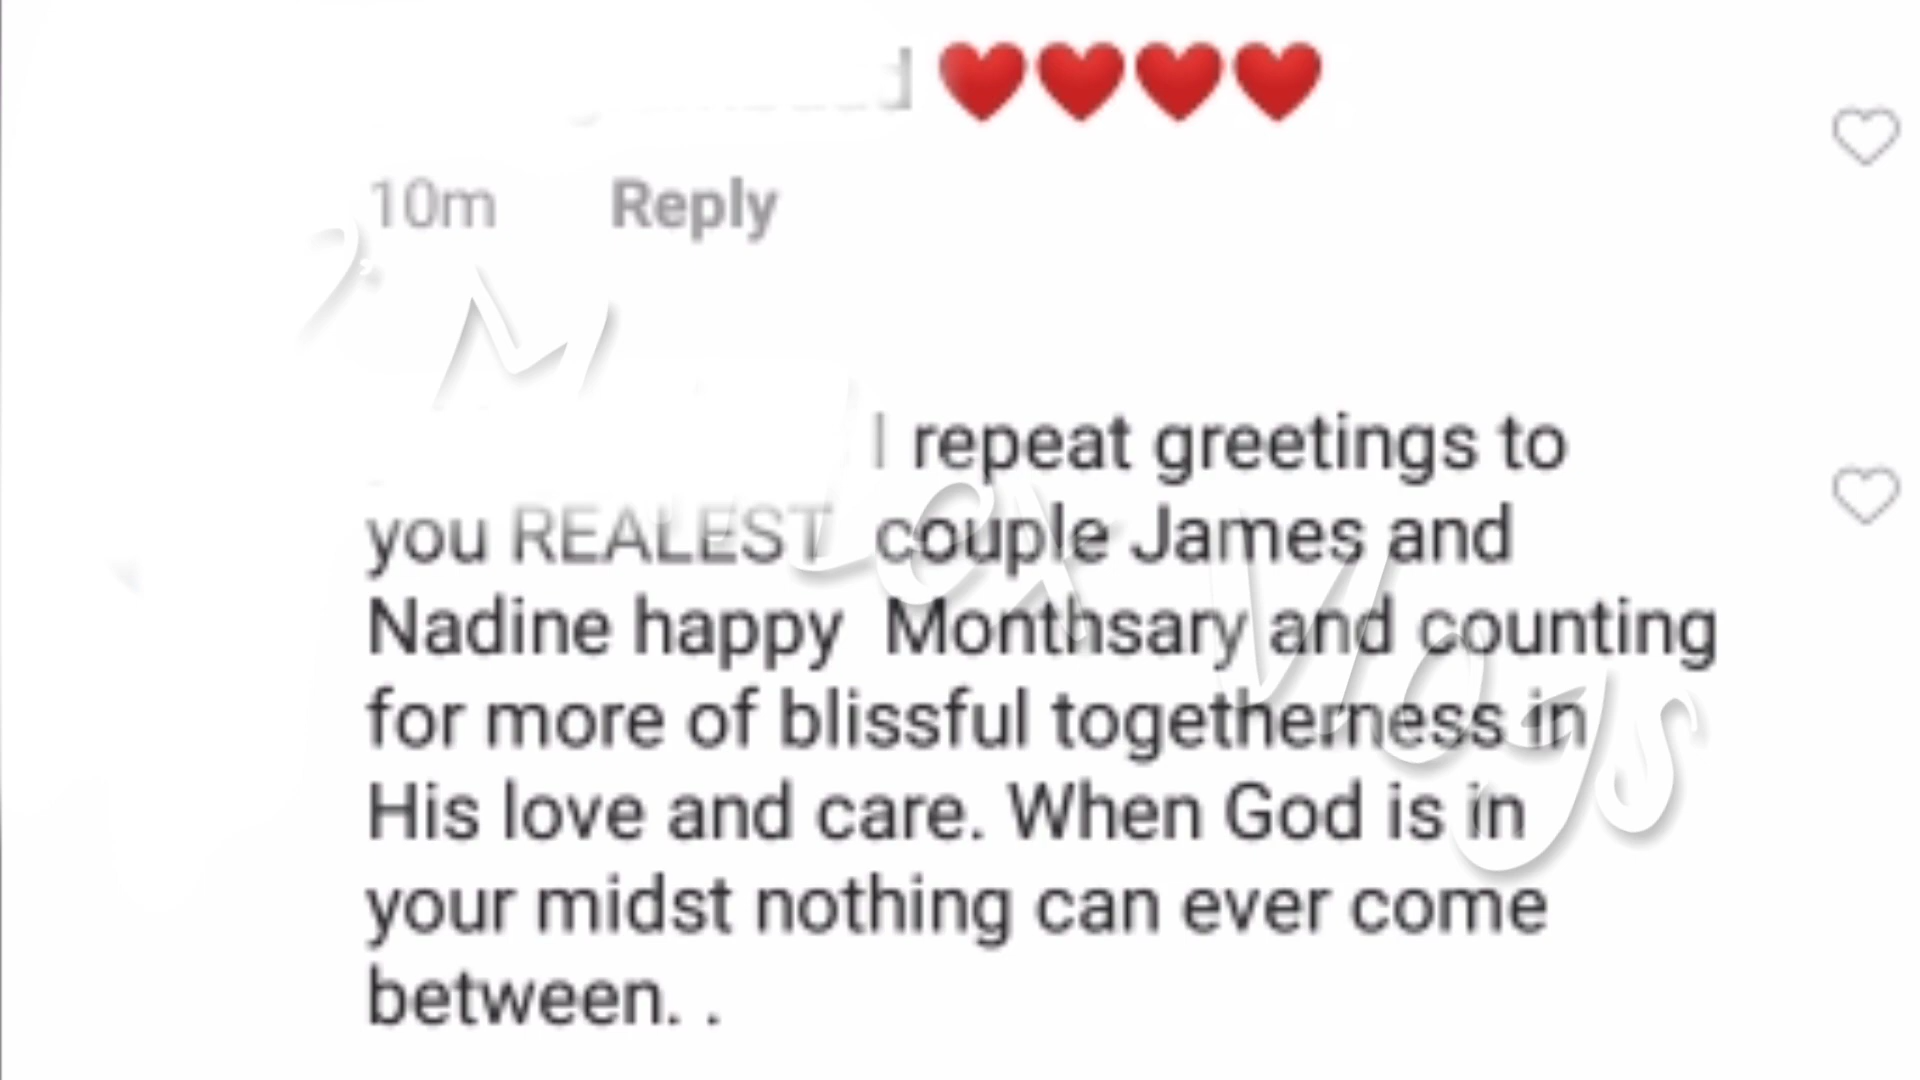 ❤️❤️❤️❤️
10m Reply
I repeat greetings to
you REALEST couple James and
Nadine happy Monthsary and counting
for more of blissful togetherness in
His love and care. When God is in
your midst nothing can ever come
between. .
Vlogs